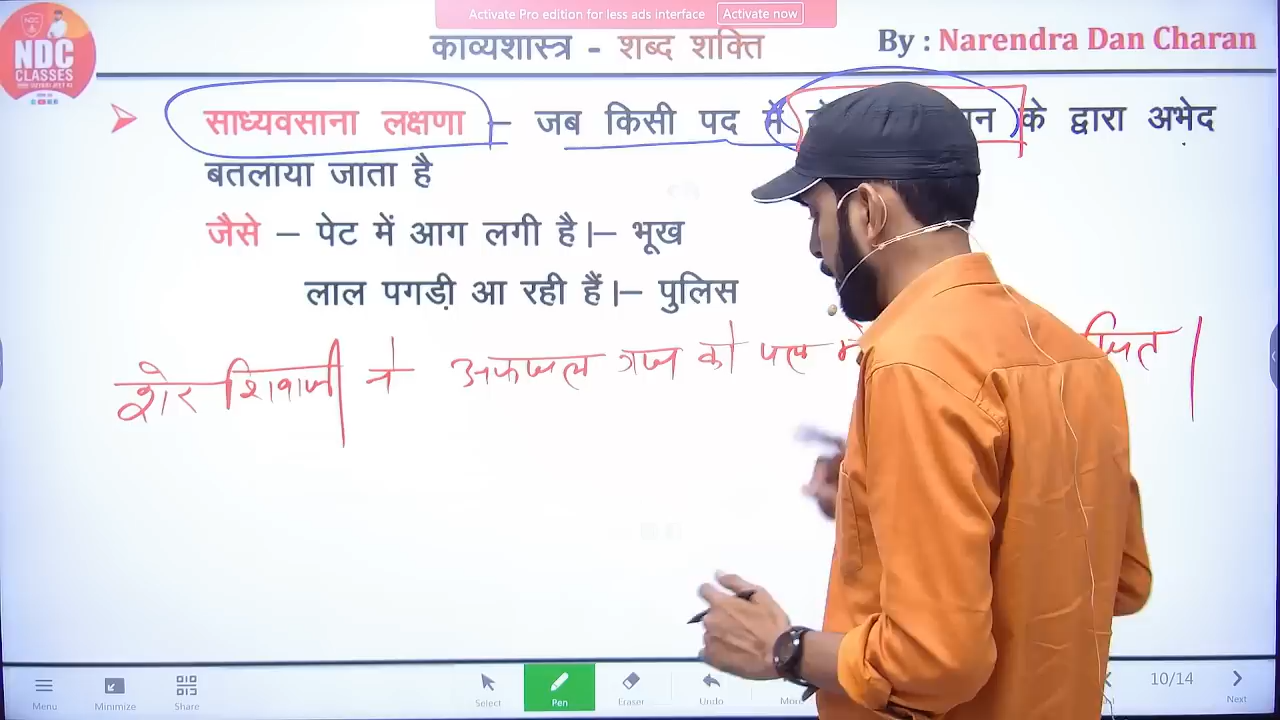 Activate Pro edition for less ads interface Activate now
NDC
CLASSES
काव्यशास्त्र - शब्द शक्ति
By : Narendra Dan Charan
साध्यवसाना लक्षणा – जब किसी पद में के द्वारा अभेद
बतलाया जाता है
जैसे – पेट में आग लगी है।– भूख
लाल पगड़ी आ रही हैं।– पुलिस
शेर शिवाजी ने अफजल गज को पल में
Menu Minimize Share Select Pen Eraser Undo More 10/14 Next